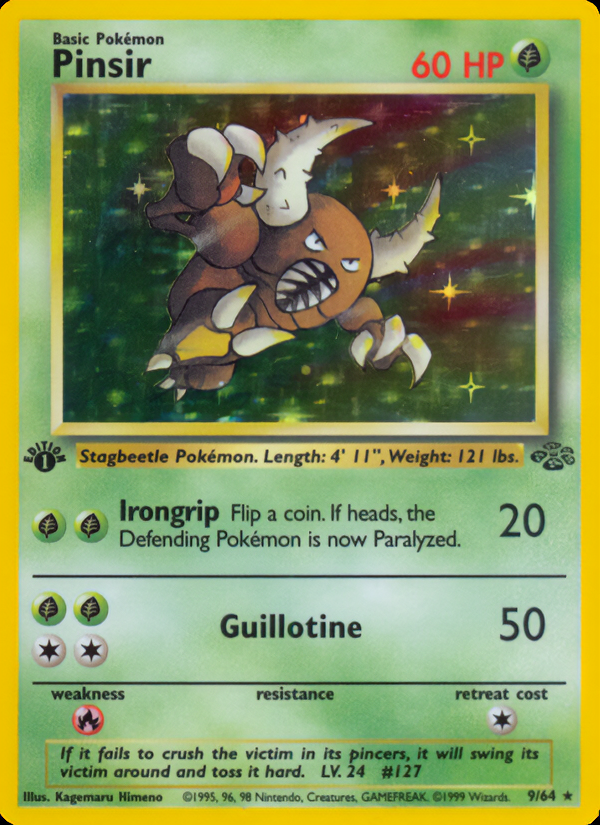 Basic Pokémon
Pinsir
60 HP
EDITION
1
Stagbeetle Pokémon. Length: 4' 11", Weight: 121 lbs.
Irongrip Flip a coin. If heads, the
Defending Pokémon is now Paralyzed.
20
Guillotine
50
weakness
resistance
retreat cost
If it fails to crush the victim in its pincers, it will swing its
victim around and toss it hard. LV. 24 #127
Illus. Kagemaru Himeno ©1995, 96, 98 Nintendo, Creatures, GAMEFREAK. ©1999 Wizards. 9/64 ★